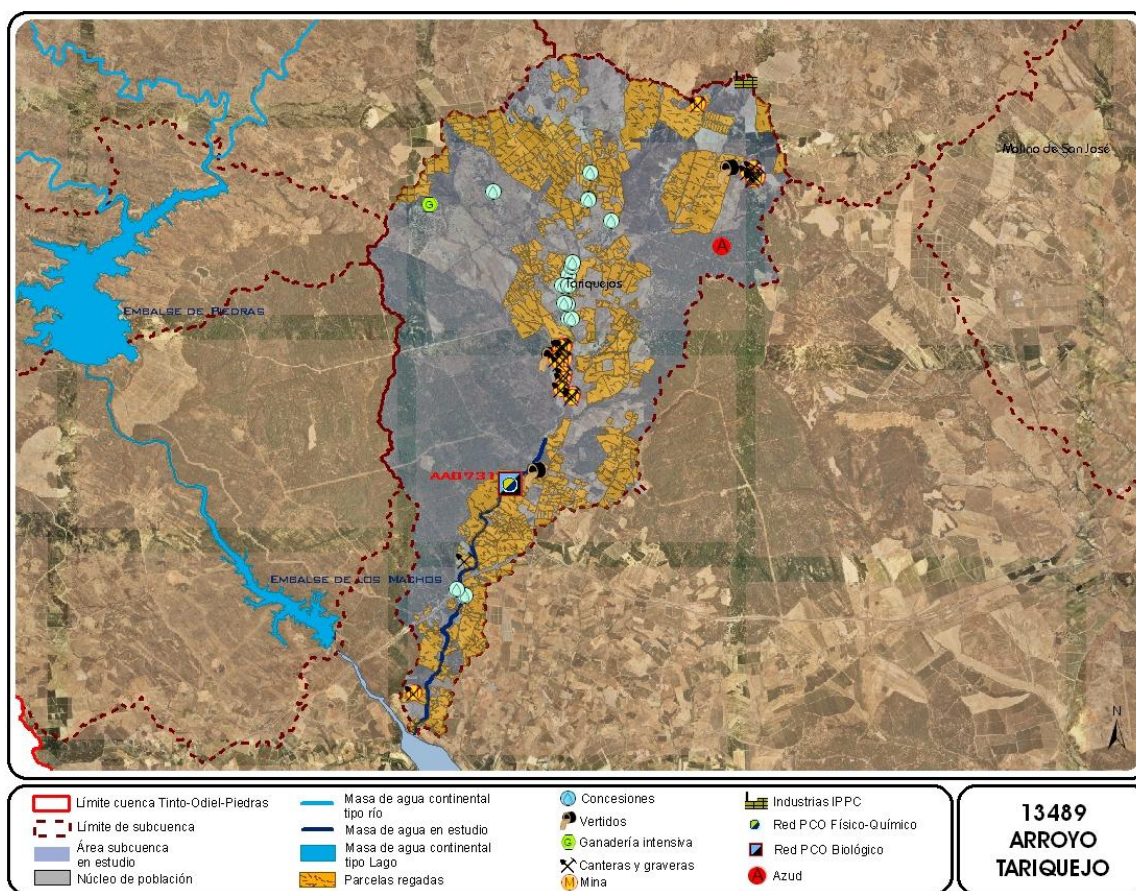 Molino de San José
G
A
Tariquejos
EMBALSE DE PIEDRAS
AA0731
EMBALSE DE LOS MACHOS
N
Límite cuenca Tinto-Odiel-Piedras
Límite de subcuenca
Área subcuenca
en estudio
Núcleo de población
Masa de agua continental
tipo río
Masa de agua en estudio
Masa de agua continental
tipo Lago
Parcelas regadas
Concesiones
Vertidos
G Ganadería intensiva
Canteras y graveras
M Mina
Industrias IPPC
Red PCO Físico-Químico
Red PCO Biológico
A Azud
13489
ARROYO
TARIQUEJO